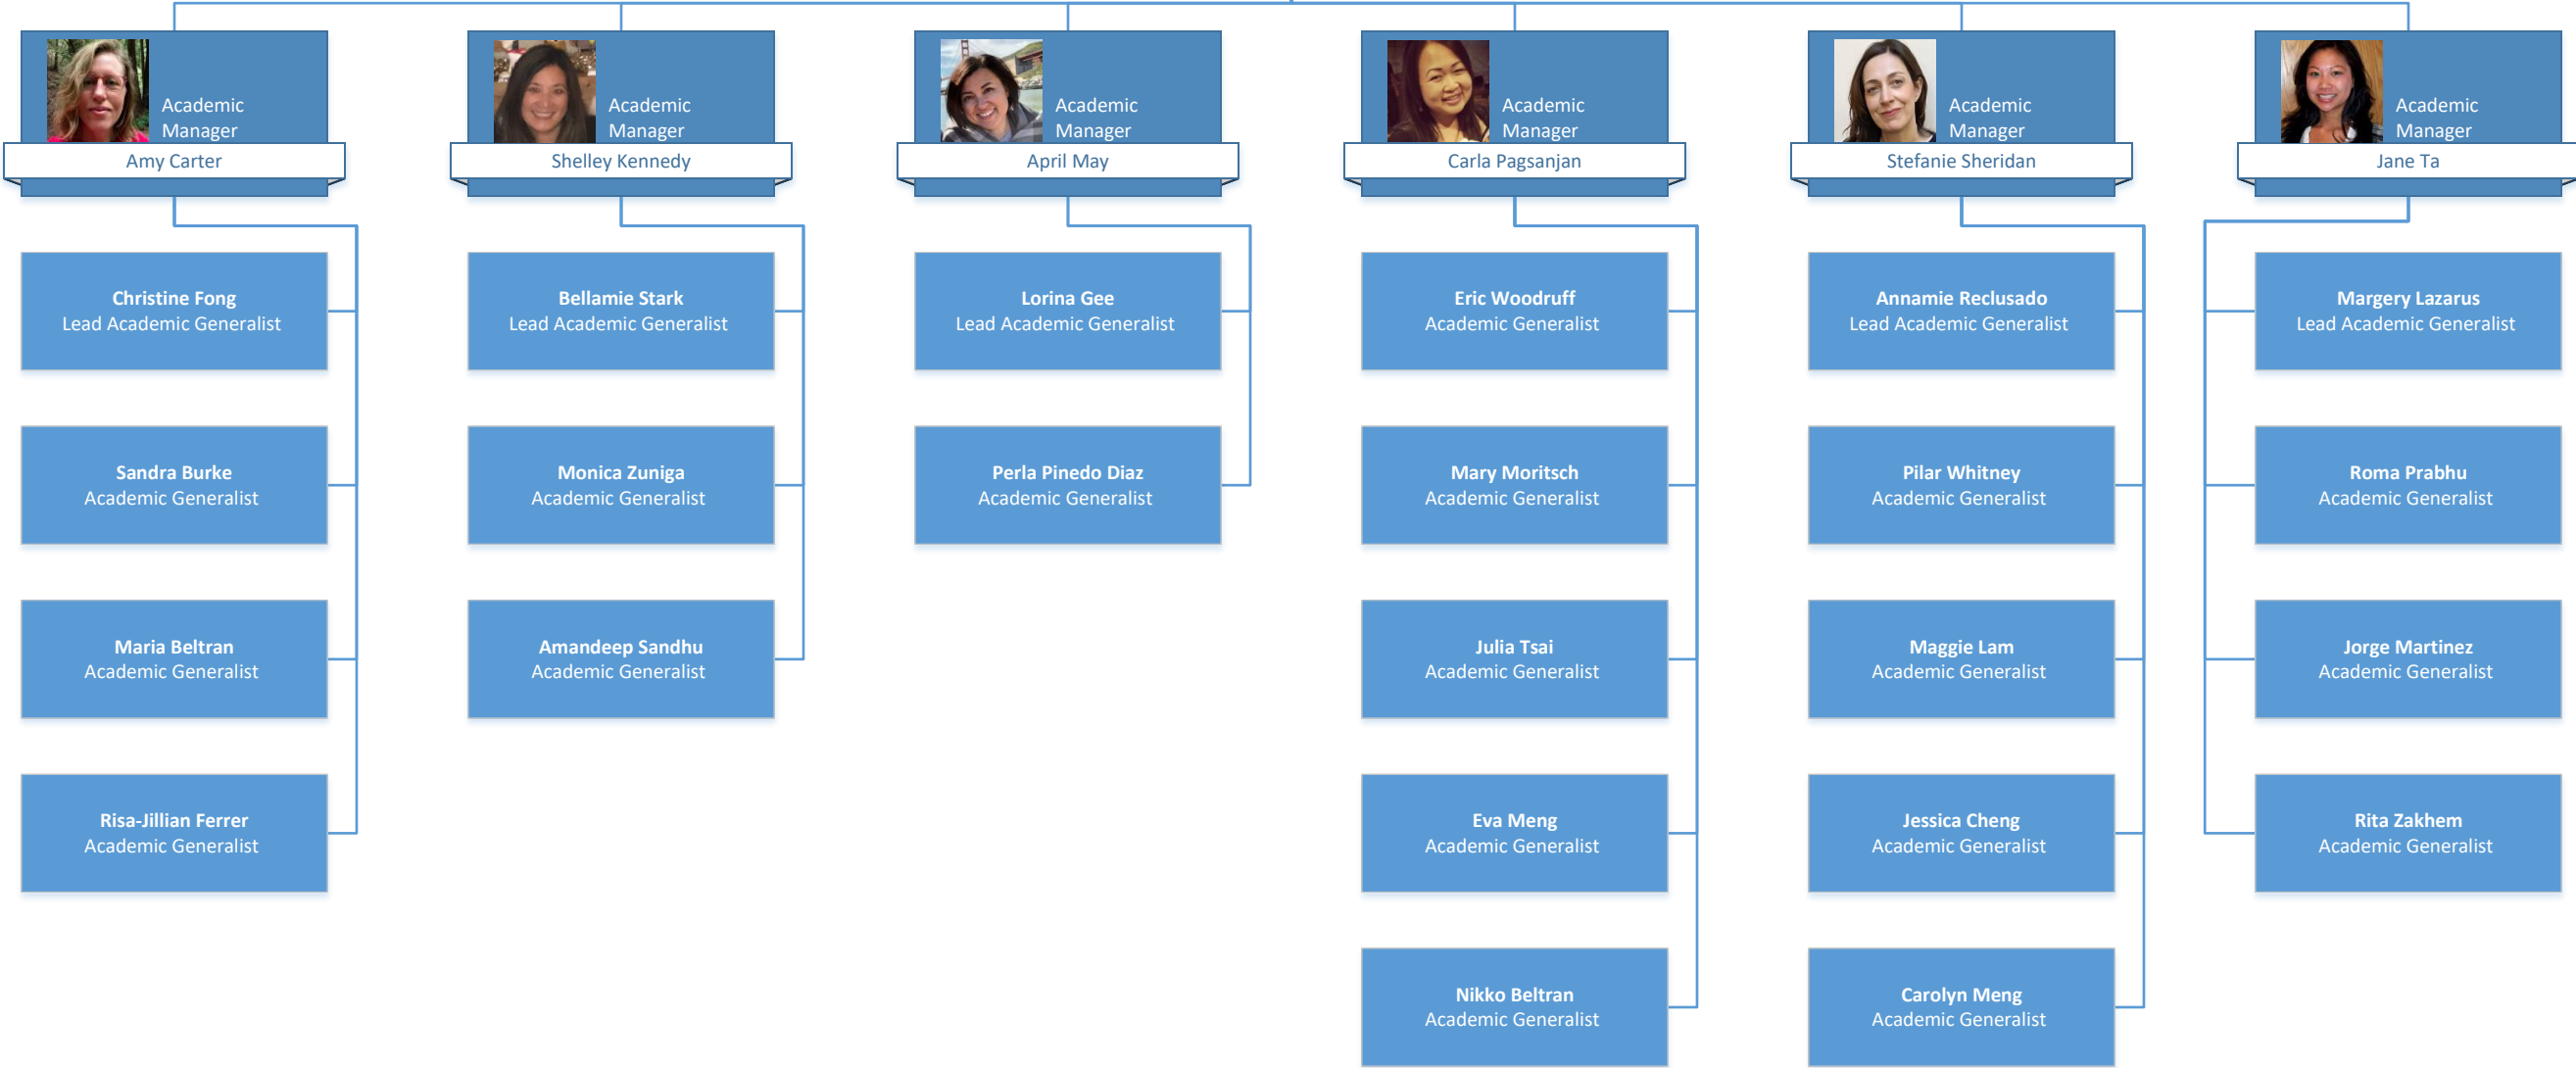 Academic
Manager
Amy Carter
Academic
Manager
Shelley Kennedy
Academic
Manager
April May
Academic
Manager
Carla Pagsanjan
Academic
Manager
Stefanie Sheridan
Academic
Manager
Jane Ta
Christine Fong
Lead Academic Generalist
Sandra Burke
Academic Generalist
Maria Beltran
Academic Generalist
Risa-Jillian Ferrer
Academic Generalist
Bellamie Stark
Lead Academic Generalist
Monica Zuniga
Academic Generalist
Amandeep Sandhu
Academic Generalist
Lorina Gee
Lead Academic Generalist
Perla Pinedo Diaz
Academic Generalist
Eric Woodruff
Academic Generalist
Mary Moritsch
Academic Generalist
Julia Tsai
Academic Generalist
Eva Meng
Academic Generalist
Nikko Beltran
Academic Generalist
Annamie Reclusado
Lead Academic Generalist
Pilar Whitney
Academic Generalist
Maggie Lam
Academic Generalist
Jessica Cheng
Academic Generalist
Carolyn Meng
Academic Generalist
Margery Lazarus
Lead Academic Generalist
Roma Prabhu
Academic Generalist
Jorge Martinez
Academic Generalist
Rita Zakhem
Academic Generalist